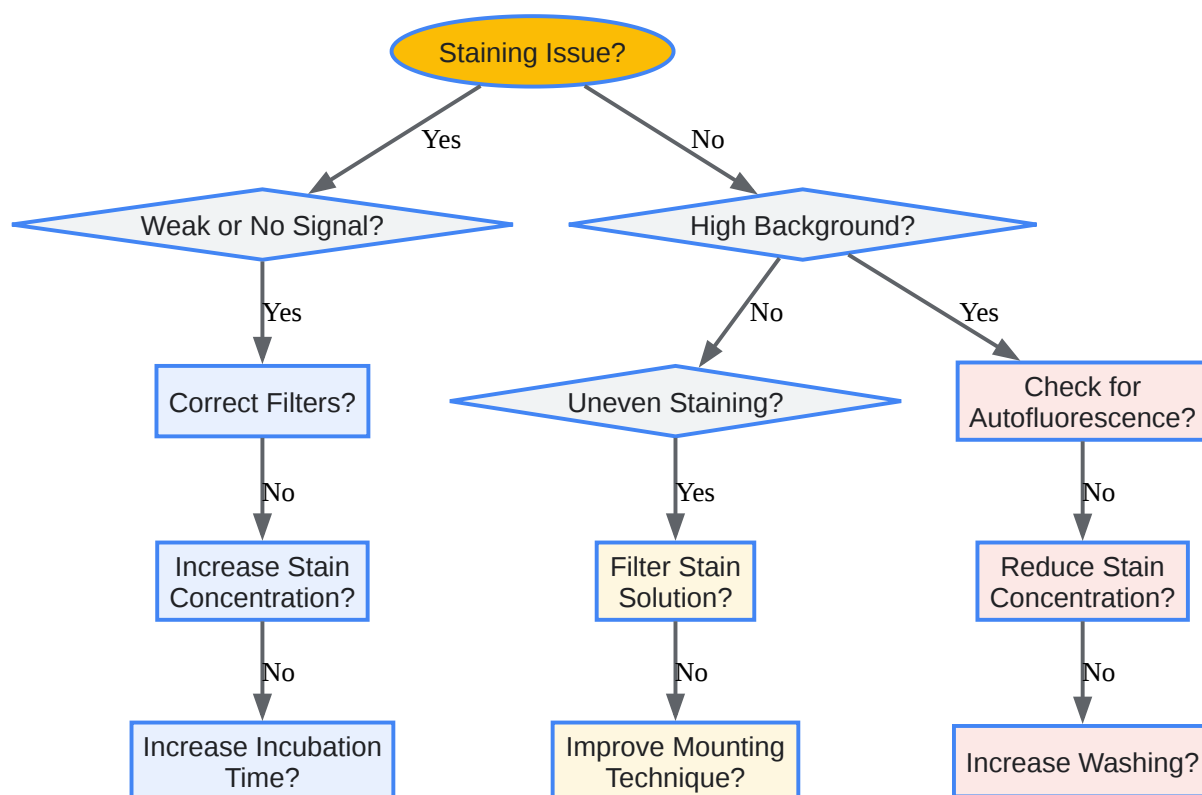 Staining Issue?
Yes
No
Weak or No Signal?
High Background?
Yes
No
Yes
Correct Filters?
Uneven Staining?
Check for
Autofluorescence?
No
Yes
No
Increase Stain
Concentration?
Filter Stain
Solution?
Reduce Stain
Concentration?
No
No
No
Increase Incubation
Time?
Improve Mounting
Technique?
Increase Washing?